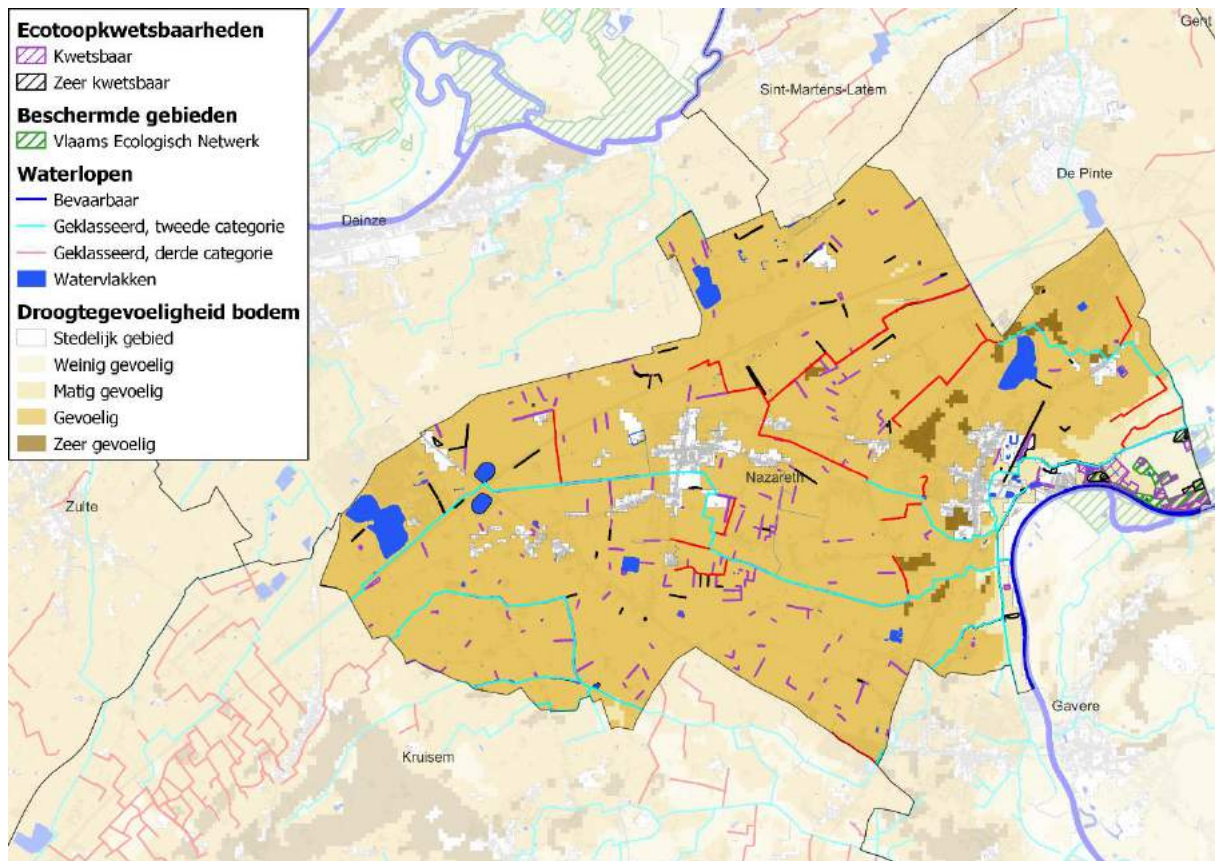 Ecotoopkwetsbaarheden
Kwetsbaar
Zeer kwetsbaar
Beschermde gebieden
Vlaams Ecologisch Netwerk
Waterlopen
Bevaarbaar
Geklasseerd, tweede categorie
Geklasseerd, derde categorie
Watervlakken
Droogtegevoeligheid bodem
Stedelijk gebied
Weinig gevoelig
Matig gevoelig
Gevoelig
Zeer gevoelig
Gent
Sint-Martens-Latem
De Pinte
Deinze
Nazareth
Zulte
Gavere
Kruisem